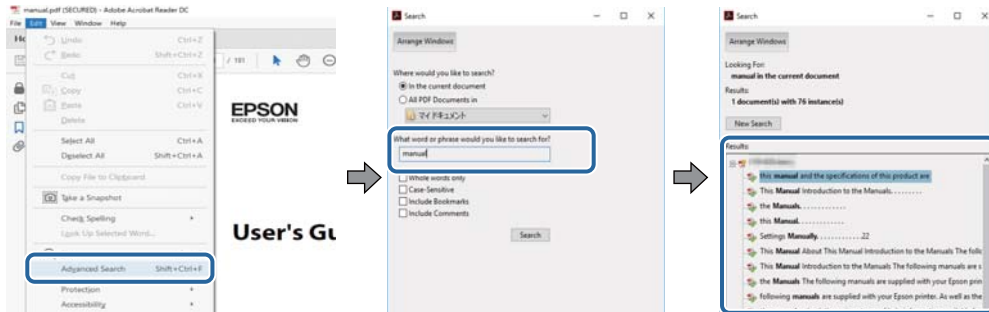 manual.pdf (SECURED) - Adobe Acrobat Reader DC
File Edit View Window Help
Undo Ctrl+Z
Redo Shift+Ctrl+Z
Cut Ctrl+X
Copy Ctrl+C
Paste Ctrl+V
Delete
Select All Ctrl+A
Deselect All Shift+Ctrl+A
Copy File to Clipboard
Take a Snapshot
Check Spelling
Look Up Selected Word...
Advanced Search Shift+Ctrl+F
Protection
Accessibility
/ 191
EPSON
EXCEED YOUR VISION
User's Gu
Search
Arrange Windows
Where would you like to search?
In the current document
All PDF Documents in
マイ ドキュメント
What word or phrase would you like to search for?
manual
Whole words only
Case-Sensitive
Include Bookmarks
Include Comments
Search
Search
Arrange Windows
Looking For:
manual in the current document
Results:
1 document(s) with 76 instance(s)
New Search
Results:
this manual and the specifications of this product are
This Manual Introduction to the Manuals. . . . . . . . .
the Manuals. . . . . . . . . . . . .
this Manual. . . . . . . . . . . . .
Settings Manually. . . . . . . . . . . . 22
This Manual About This Manual Introduction to the Manuals The follo
This Manual Introduction to the Manuals The following manuals are s
the Manuals The following manuals are supplied with your Epson prin
following manuals are supplied with your Epson printer. As well as the